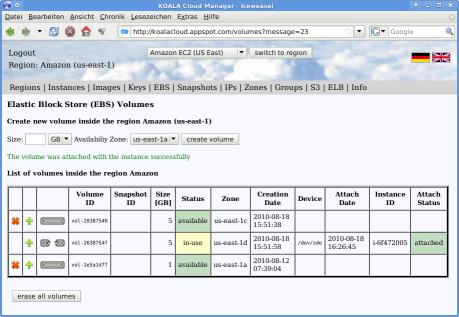 KOALA Cloud Manager - Iceweasel
Datei Bearbeiten Ansicht Chronik Lesezeichen Extras Hilfe
http://koalacloud.appspot.com/volumes?message=23
Google
Logout
Amazon EC2 (US East)
switch to region
Region: Amazon (us-east-1)
Regions | Instances | Images | Keys | EBS | Snapshots | IPs | Zones | Groups | S3 | ELB | Info
Elastic Block Store (EBS) Volumes
Create new volume inside the region Amazon (us-east-1)
Size: GB Availability Zone: us-east-1a create volume
The volume was attached with the instance successfully
List of volumes inside the region Amazon
Volume ID Snapshot ID Size [GB] Status Zone Creation Date Device Attach Date Instance ID Attach Status
vol-20387549 5 available us-east-1c 2010-08-18 15:51:38
vol-2638754f 5 in-use us-east-1d 2010-08-18 15:51:58 /dev/sde 2010-08-18 16:26:45 i-6f472005 attached
1 available us-east-1a 2010-08-12 07:39:04
erase all volumes